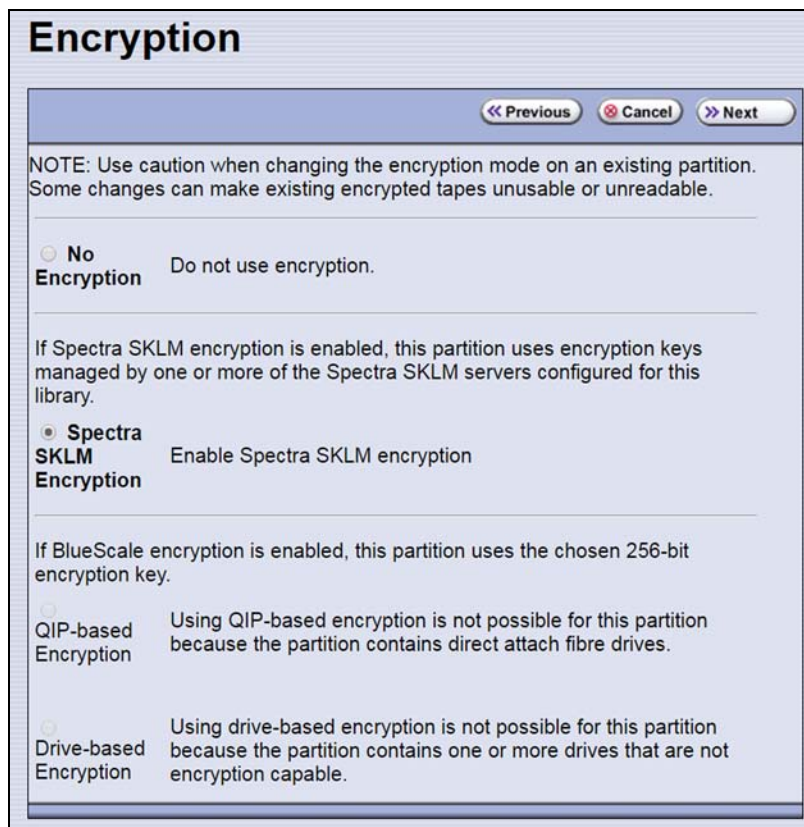 Encryption
Previous
Cancel
Next
NOTE: Use caution when changing the encryption mode on an existing partition.
Some changes can make existing encrypted tapes unusable or unreadable.
No
Encryption
Do not use encryption.
If Spectra SKLM encryption is enabled, this partition uses encryption keys
managed by one or more of the Spectra SKLM servers configured for this
library.
Spectra
SKLM
Encryption
Enable Spectra SKLM encryption
If BlueScale encryption is enabled, this partition uses the chosen 256-bit
encryption key.
QIP-based
Encryption
Using QIP-based encryption is not possible for this partition
because the partition contains direct attach fibre drives.
Drive-based
Encryption
Using drive-based encryption is not possible for this partition
because the partition contains one or more drives that are not
encryption capable.